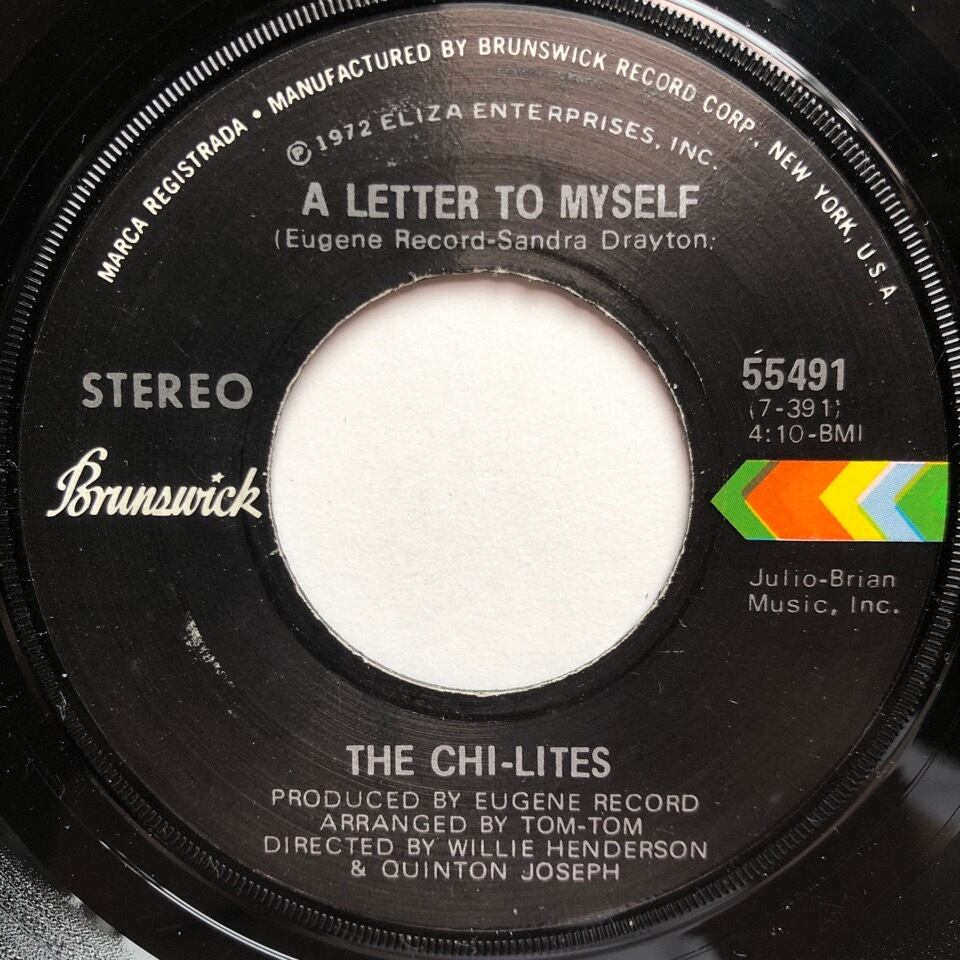 MARCA REGISTRADA • MANUFACTURED BY BRUNSWICK RECORD CORP., NEW YORK, U.S.A.
℗ 1972 ELIZA ENTERPRISES, INC.
A LETTER TO MYSELF
(Eugene Record-Sandra Drayton)
STEREO
Brunswick
55491
(7-391)
4:10-BMI
Julio-Brian
Music, Inc.
THE CHI-LITES
PRODUCED BY EUGENE RECORD
ARRANGED BY TOM-TOM
DIRECTED BY WILLIE HENDERSON
& QUINTON JOSEPH